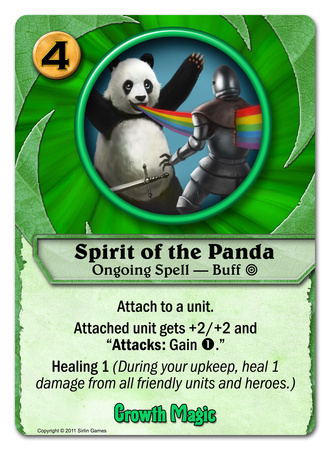 4
Spirit of the Panda
Ongoing Spell — Buff ◎
Attach to a unit.
Attached unit gets +2/+2 and
“Attacks: Gain ❶.”
Healing 1 (During your upkeep, heal 1
damage from all friendly units and heroes.)
Growth Magic
Copyright © 2011 Sirlin Games